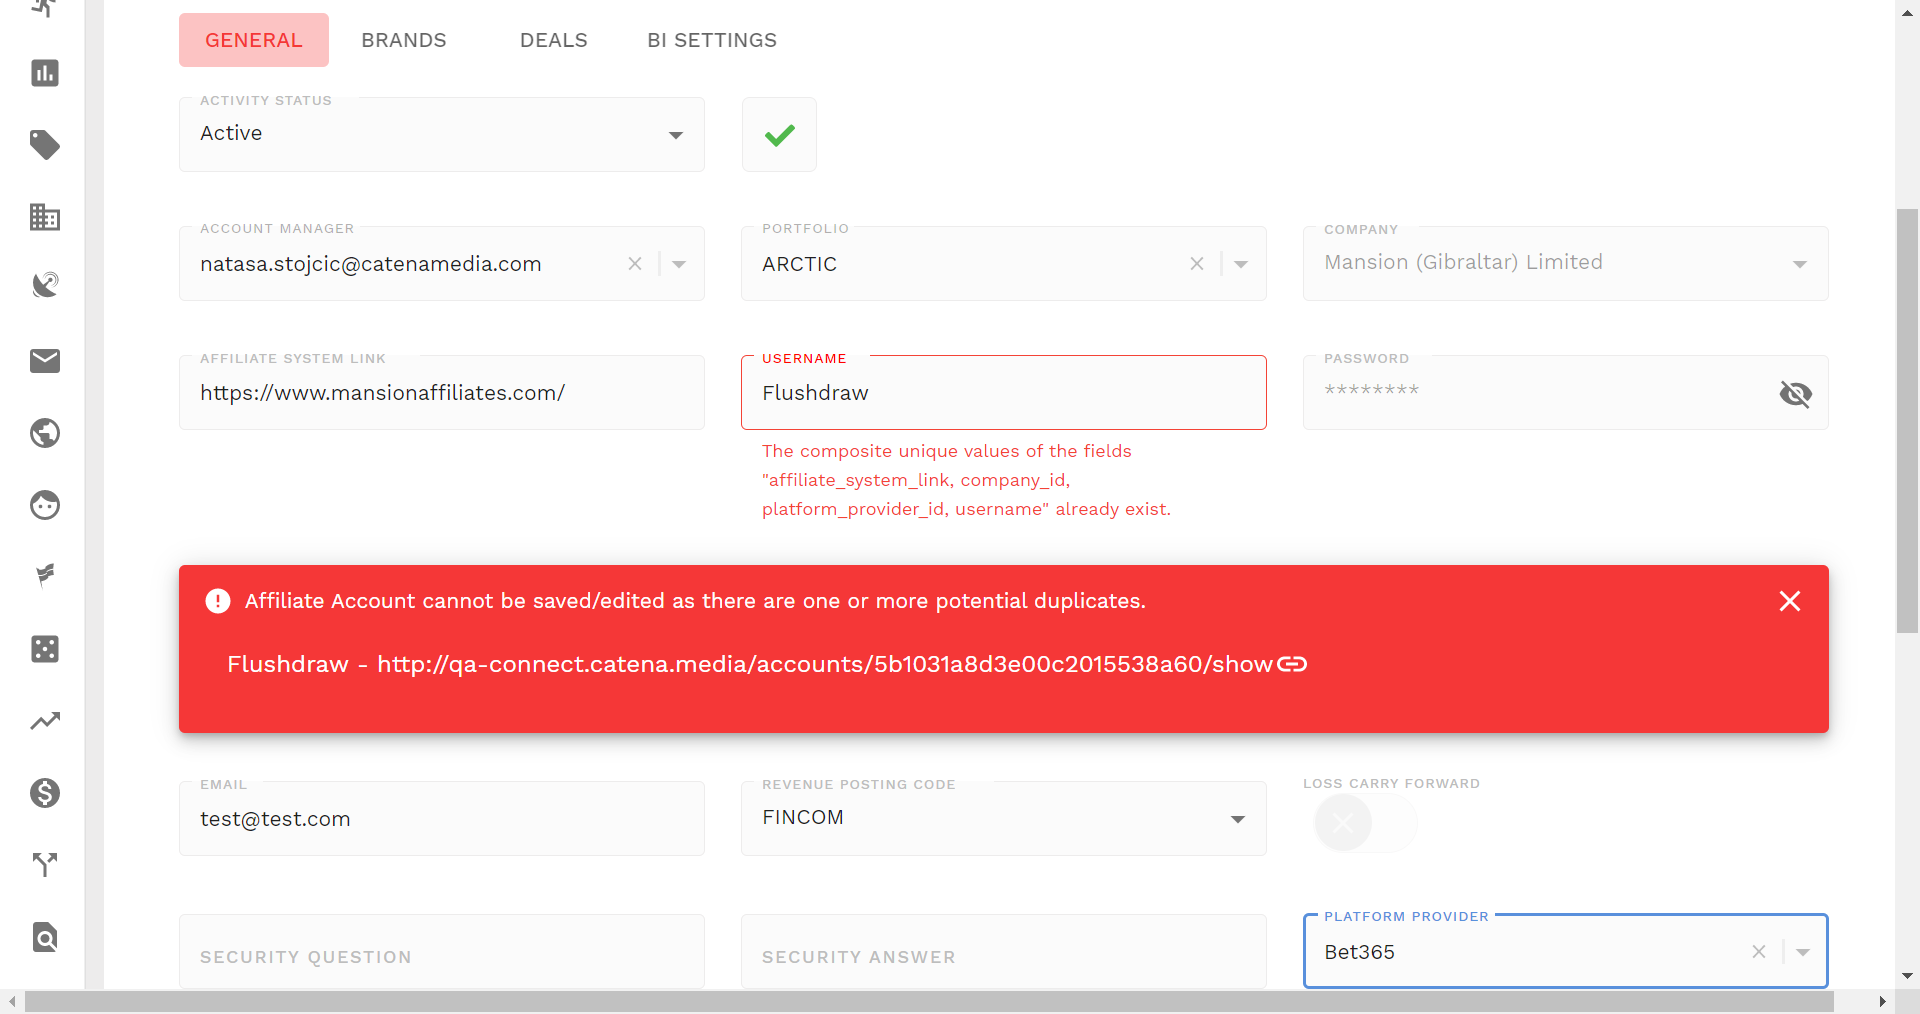 GENERAL BRANDS DEALS BI SETTINGS
ACTIVITY STATUS
Active
ACCOUNT MANAGER PORTFOLIO COMPANY
natasa.stojcic@catenamedia.com ARCTIC Mansion (Gibraltar) Limited
AFFILIATE SYSTEM LINK USERNAME PASSWORD
https://www.mansionaffiliates.com/ Flushdraw ********
The composite unique values of the fields
"affiliate_system_link, company_id,
platform_provider_id, username" already exist.
Affiliate Account cannot be saved/edited as there are one or more potential duplicates.
Flushdraw - http://qa-connect.catena.media/accounts/5b1031a8d3e00c2015538a60/show
EMAIL REVENUE POSTING CODE LOSS CARRY FORWARD
test@test.com FINCOM
PLATFORM PROVIDER
SECURITY QUESTION SECURITY ANSWER Bet365